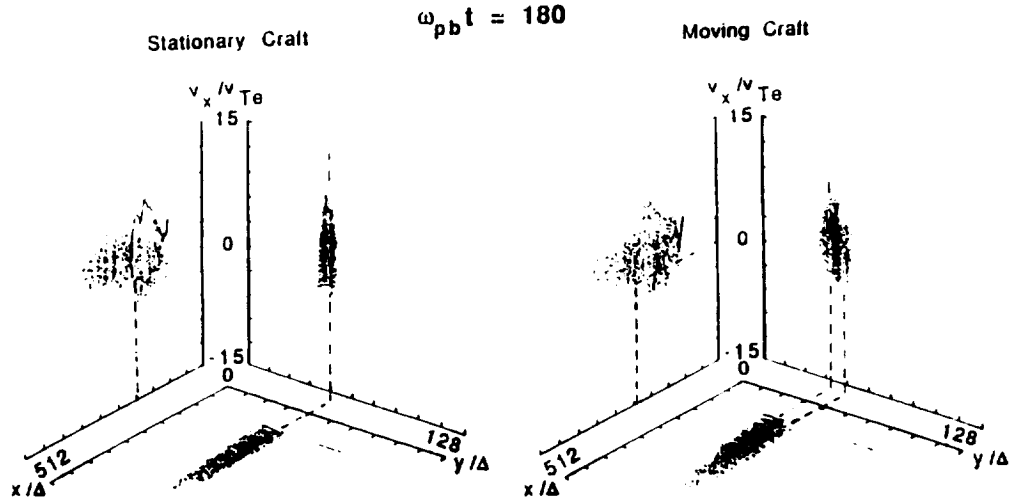 ω_pb t = 180
Stationary Craft
Moving Craft
v_x/v_Te
15
0
-15
0
512
x/Δ
128
y/Δ
v_x/v_Te
15
0
-15
0
512
x/Δ
128
y/Δ